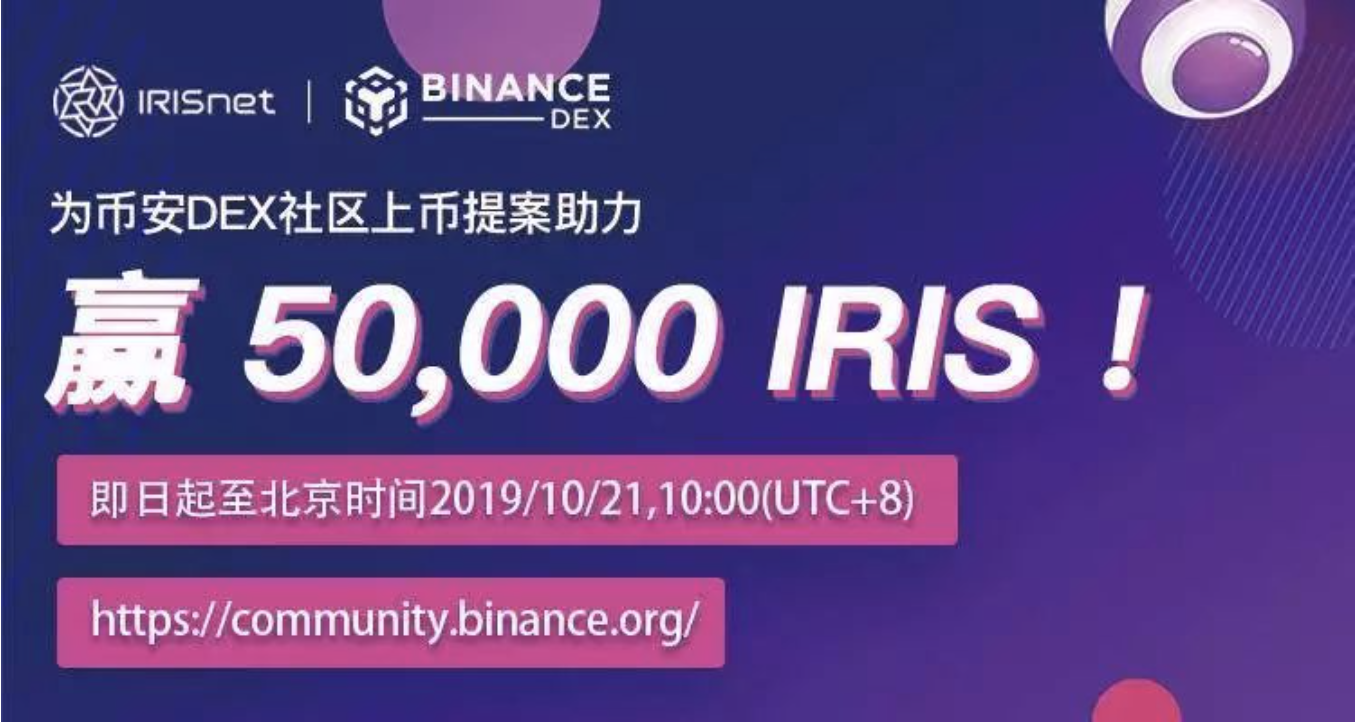 IRISnet | BINANCE DEX
为币安DEX社区上币提案助力
赢 50,000 IRIS！
即日起至北京时间2019/10/21,10:00(UTC+8)
https://community.binance.org/